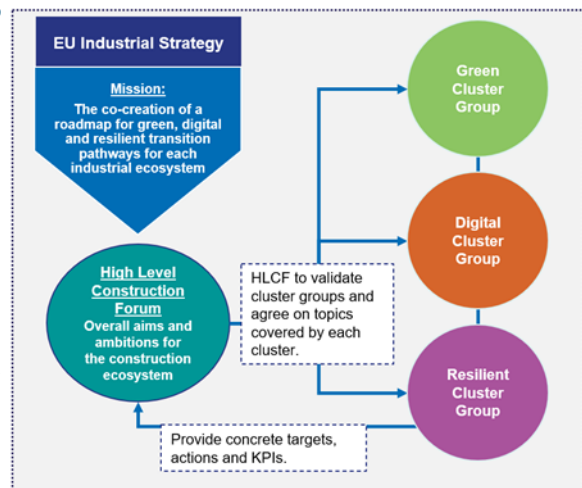 EU Industrial Strategy
Mission:
The co-creation of a
roadmap for green, digital
and resilient transition
pathways for each
industrial ecosystem
High Level
Construction
Forum
Overall aims and
ambitions for
the construction
ecosystem
HLCF to validate
cluster groups and
agree on topics
covered by each
cluster.
Green
Cluster
Group
Digital
Cluster
Group
Resilient
Cluster
Group
Provide concrete targets,
actions and KPIs.